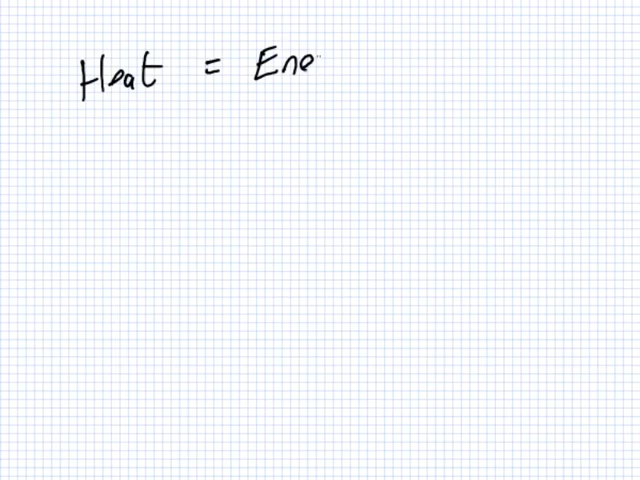 Heat = Ene